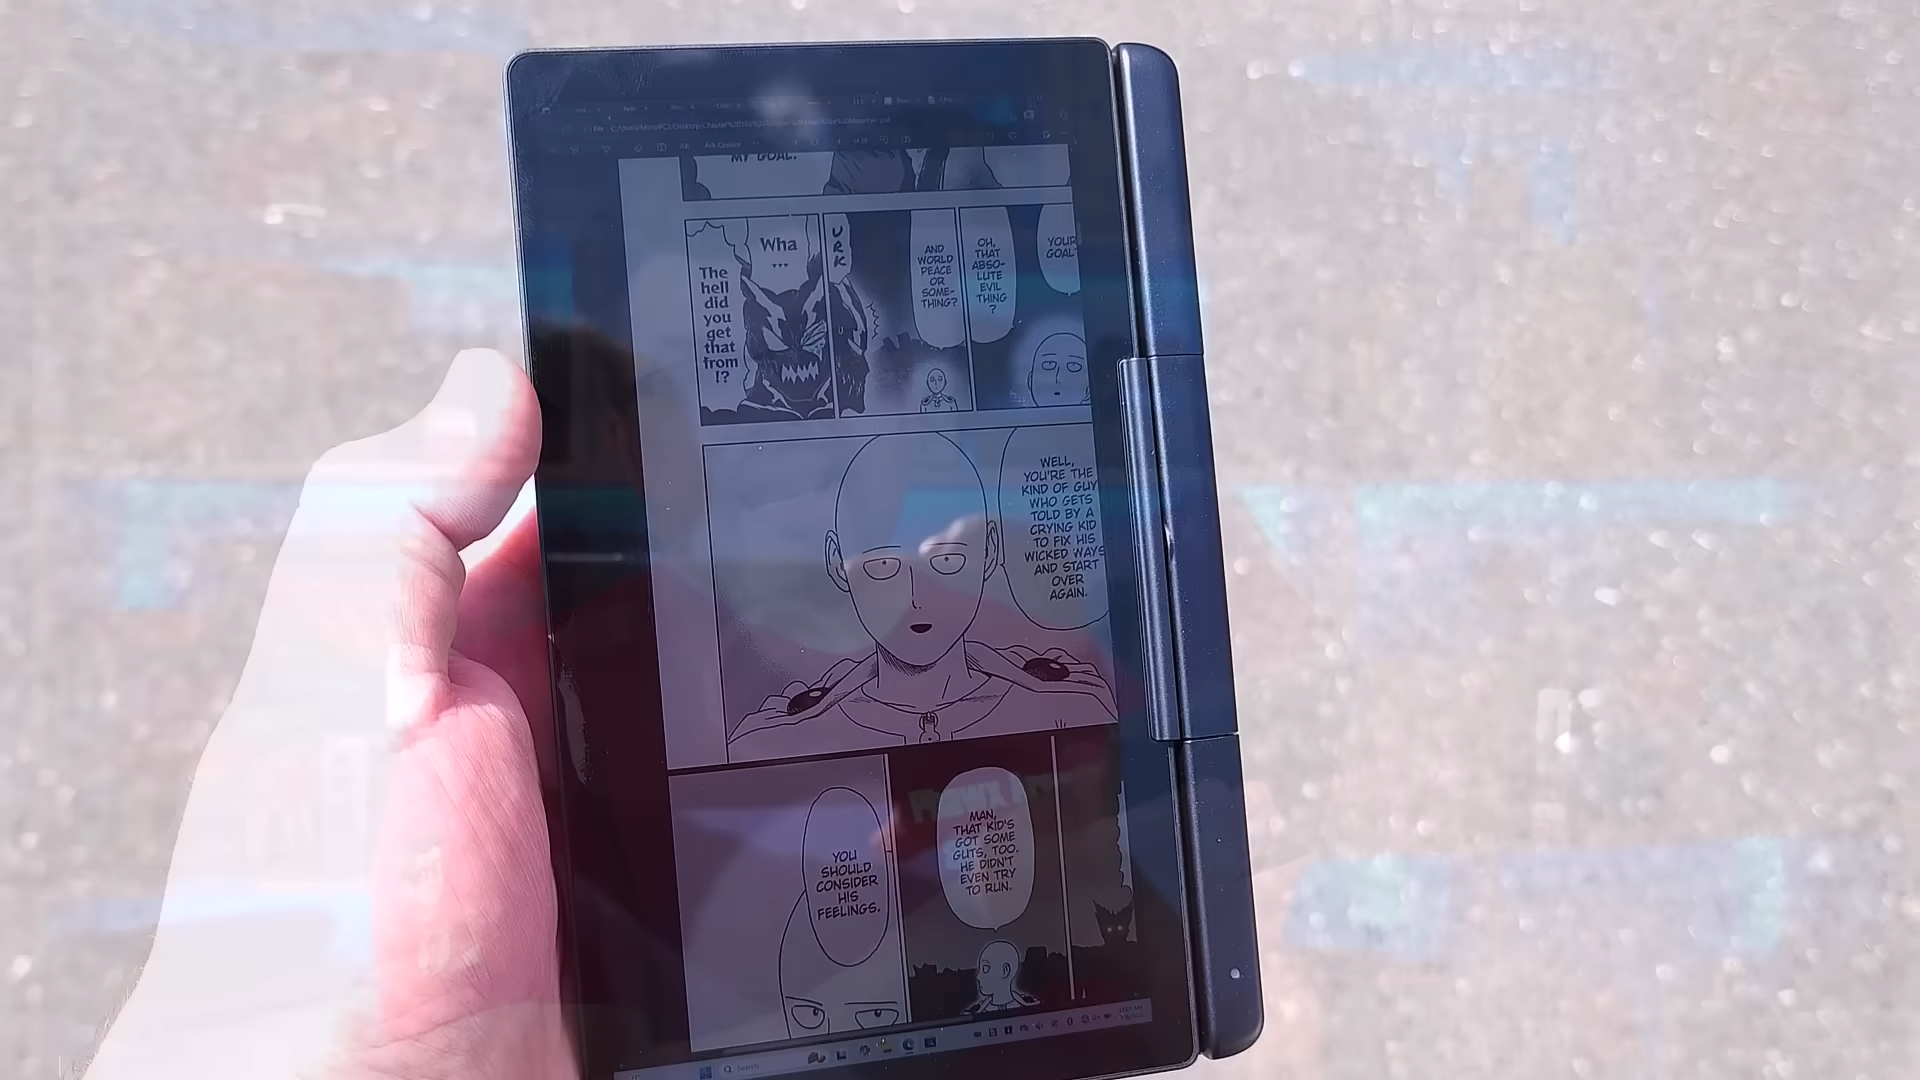 Ask Copilot
MY GOAL.
YOUR
GOAL?
OH,
THAT
ABSO-
LUTE
EVIL
THING
?
AND
WORLD
PEACE
OR
SOME-
THING?
URK
Wha
...
The
hell
did
you
get
that
from
!?
WELL,
YOU'RE THE
KIND OF GUY
WHO GETS
TOLD BY A
CRYING KID
TO FIX HIS
WICKED WAYS
AND START
OVER
AGAIN.
MAN,
THAT KID'S
GOT SOME
GUTS, TOO.
HE DIDN'T
EVEN TRY
TO RUN.
YOU
SHOULD
CONSIDER
HIS
FEELINGS.
Search